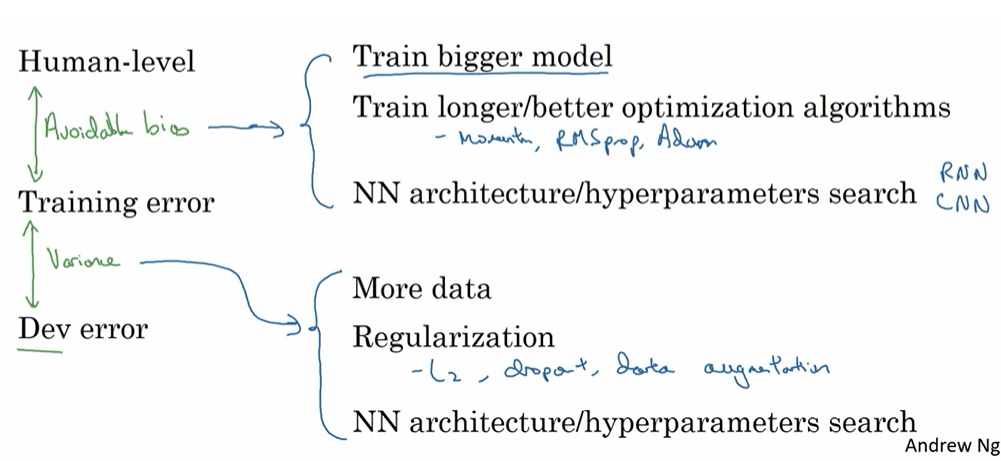 Human-level
Avoidable bias
Training error
Variance
Dev error
Train bigger model
Train longer/better optimization algorithms
- Momentum, RMSprop, Adam
NN architecture/hyperparameters search
RNN
CNN
More data
Regularization
- L2, dropout, data augmentation
NN architecture/hyperparameters search
Andrew Ng